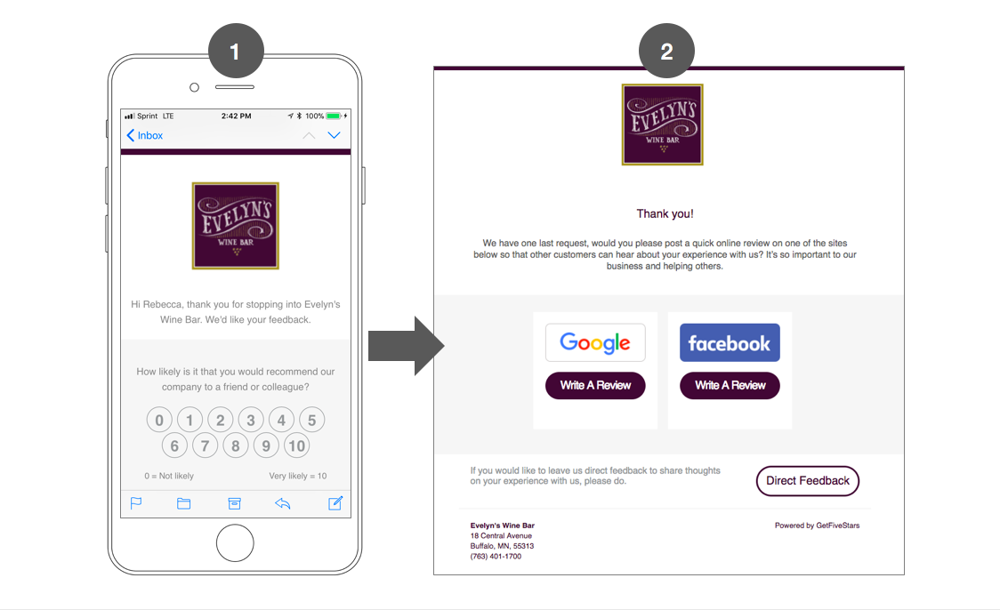 1
Sprint LTE 2:42 PM 100%
Inbox
EVELYN'S
WINE BAR
Hi Rebecca, thank you for stopping into Evelyn's
Wine Bar. We'd like your feedback.
How likely is it that you would recommend our
company to a friend or colleague?
0 1 2 3 4 5
6 7 8 9 10
0 = Not likely Very likely = 10
2
EVELYN'S
WINE BAR
Thank you!
We have one last request, would you please post a quick online review on one of the sites
below so that other customers can hear about your experience with us? It's so important to our
business and helping others.
Google facebook
Write A Review Write A Review
If you would like to leave us direct feedback to share thoughts
on your experience with us, please do.
Direct Feedback
Evelyn's Wine Bar
18 Central Avenue
Buffalo, MN, 55313
(763) 401-1700
Powered by GetFiveStars